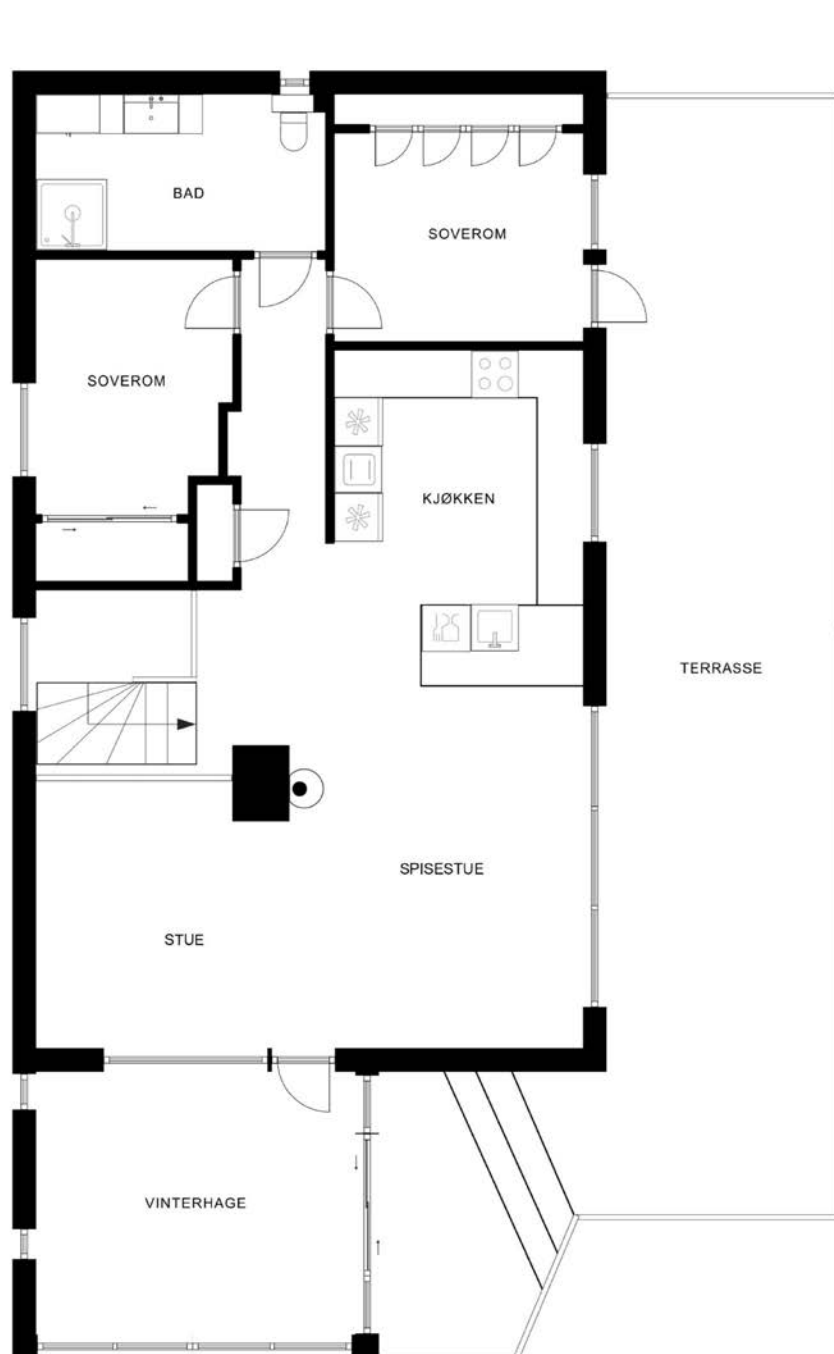 BAD
SOVEROM
SOVEROM
KJØKKEN
TERRASSE
SPISESTUE
STUE
VINTERHAGE